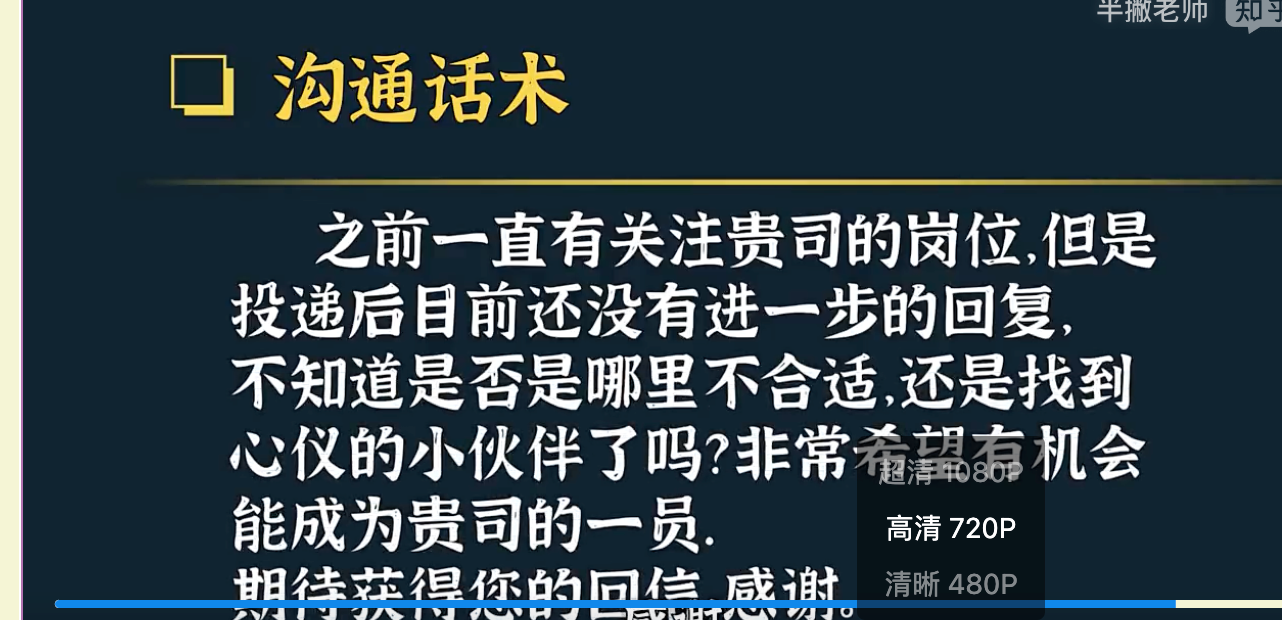 半撇老师 知乎
沟通话术
之前一直有关注贵司的岗位,但是
投递后目前还没有进一步的回复,
不知道是否是哪里不合适,还是找到
心仪的小伙伴了吗?非常希望有机会
能成为贵司的一员.
期待获得您的回信,感谢。
感谢
超清 1080P
高清 720P
清晰 480P